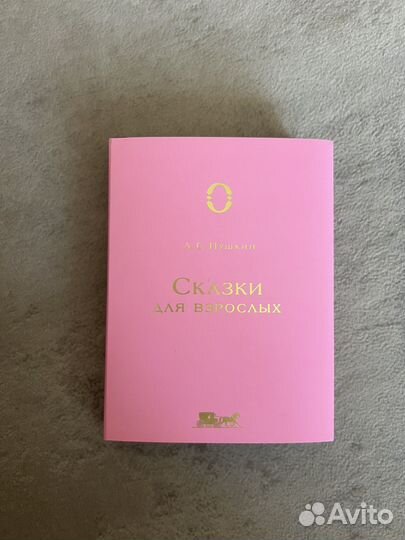 А. С. Пушкин
Сказки
для взрослых
Avito